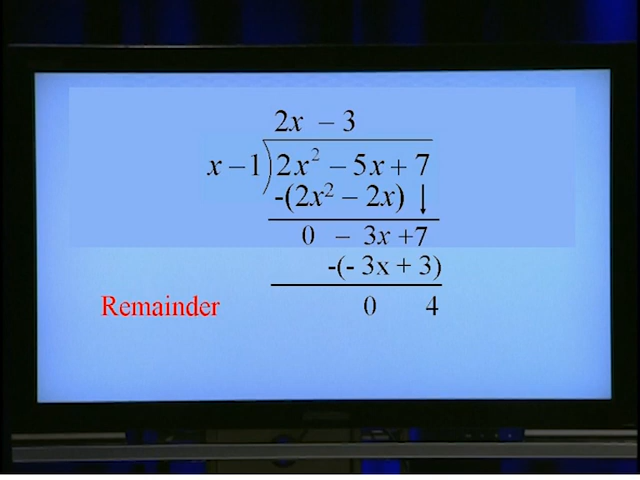 2x – 3
x – 1)2x² – 5x + 7
-(2x² – 2x) ↓
0 – 3x +7
-(- 3x + 3)
Remainder 0 4